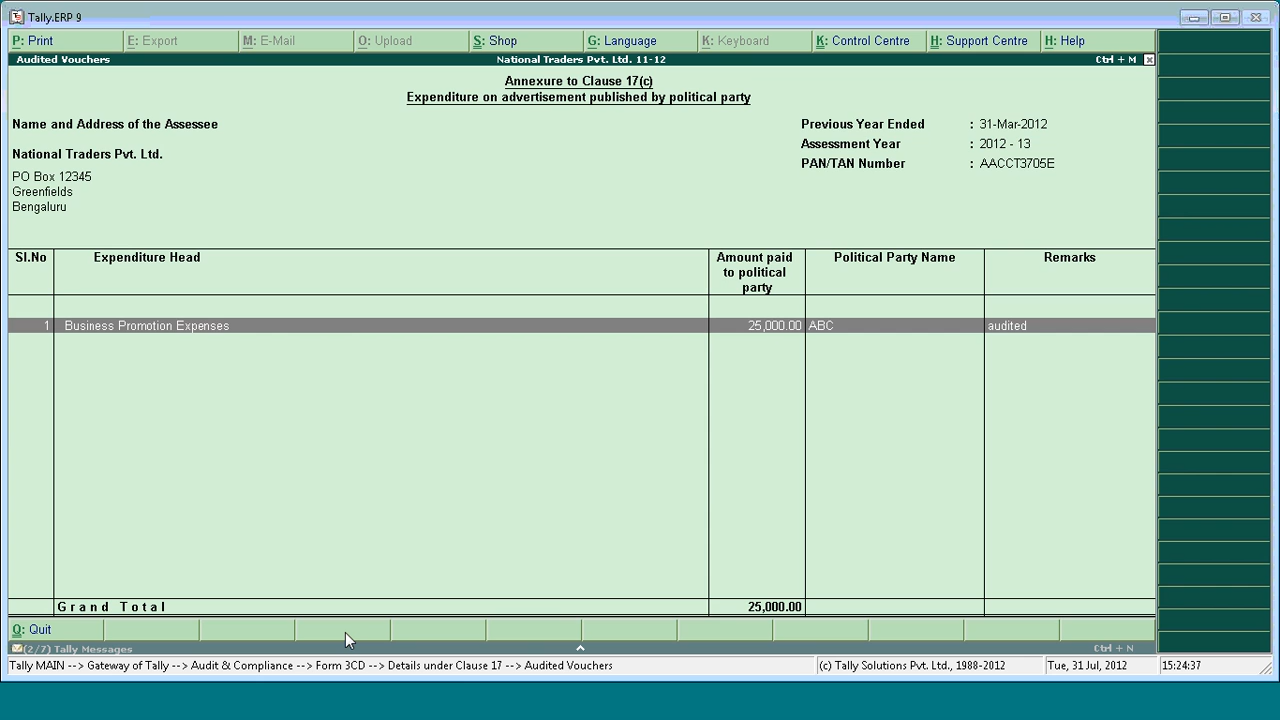 Tally.ERP 9
P: Print E: Export M: E-Mail O: Upload S: Shop G: Language K: Keyboard K: Control Centre H: Support Centre H: Help
Audited Vouchers National Traders Pvt. Ltd. 11-12 Ctrl + M
Annexure to Clause 17(c)
Expenditure on advertisement published by political party
Name and Address of the Assessee Previous Year Ended : 31-Mar-2012
Assessment Year : 2012 - 13
National Traders Pvt. Ltd. PAN/TAN Number : AACCT3705E
PO Box 12345
Greenfields
Bengaluru
Sl.No Expenditure Head Amount paid Political Party Name Remarks
to political
party
1 Business Promotion Expenses 25,000.00 ABC audited
Grand Total 25,000.00
Q: Quit
(2/7) Tally Messages Ctrl + N
Tally MAIN --> Gateway of Tally --> Audit & Compliance --> Form 3CD --> Details under Clause 17 --> Audited Vouchers (c) Tally Solutions Pvt. Ltd., 1988-2012 Tue, 31 Jul, 2012 15:24:37